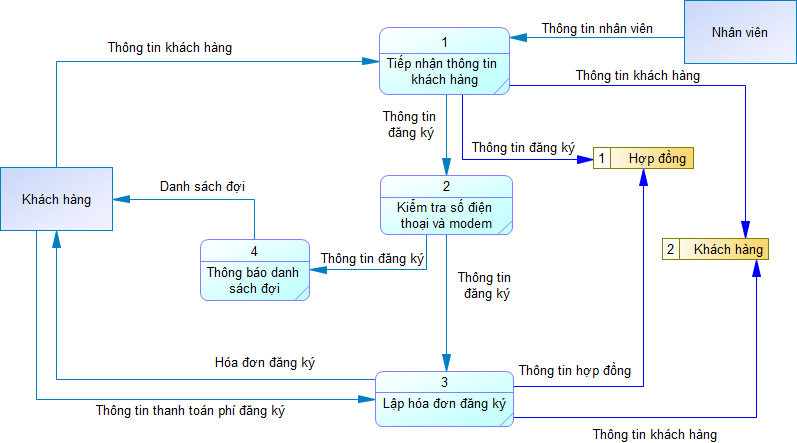 Thông tin nhân viên
Nhân viên
Thông tin khách hàng
1
Tiếp nhận thông tin
khách hàng
Thông tin khách hàng
Thông tin
đăng ký
Thông tin đăng ký
1 Hợp đồng
Khách hàng
Danh sách đợi
2
Kiểm tra số điện
thoại và modem
4
Thông báo danh
sách đợi
Thông tin đăng ký
Thông tin
đăng ký
2 Khách hàng
Hóa đơn đăng ký
3
Lập hóa đơn đăng ký
Thông tin hợp đồng
Thông tin thanh toán phí đăng ký
Thông tin khách hàng